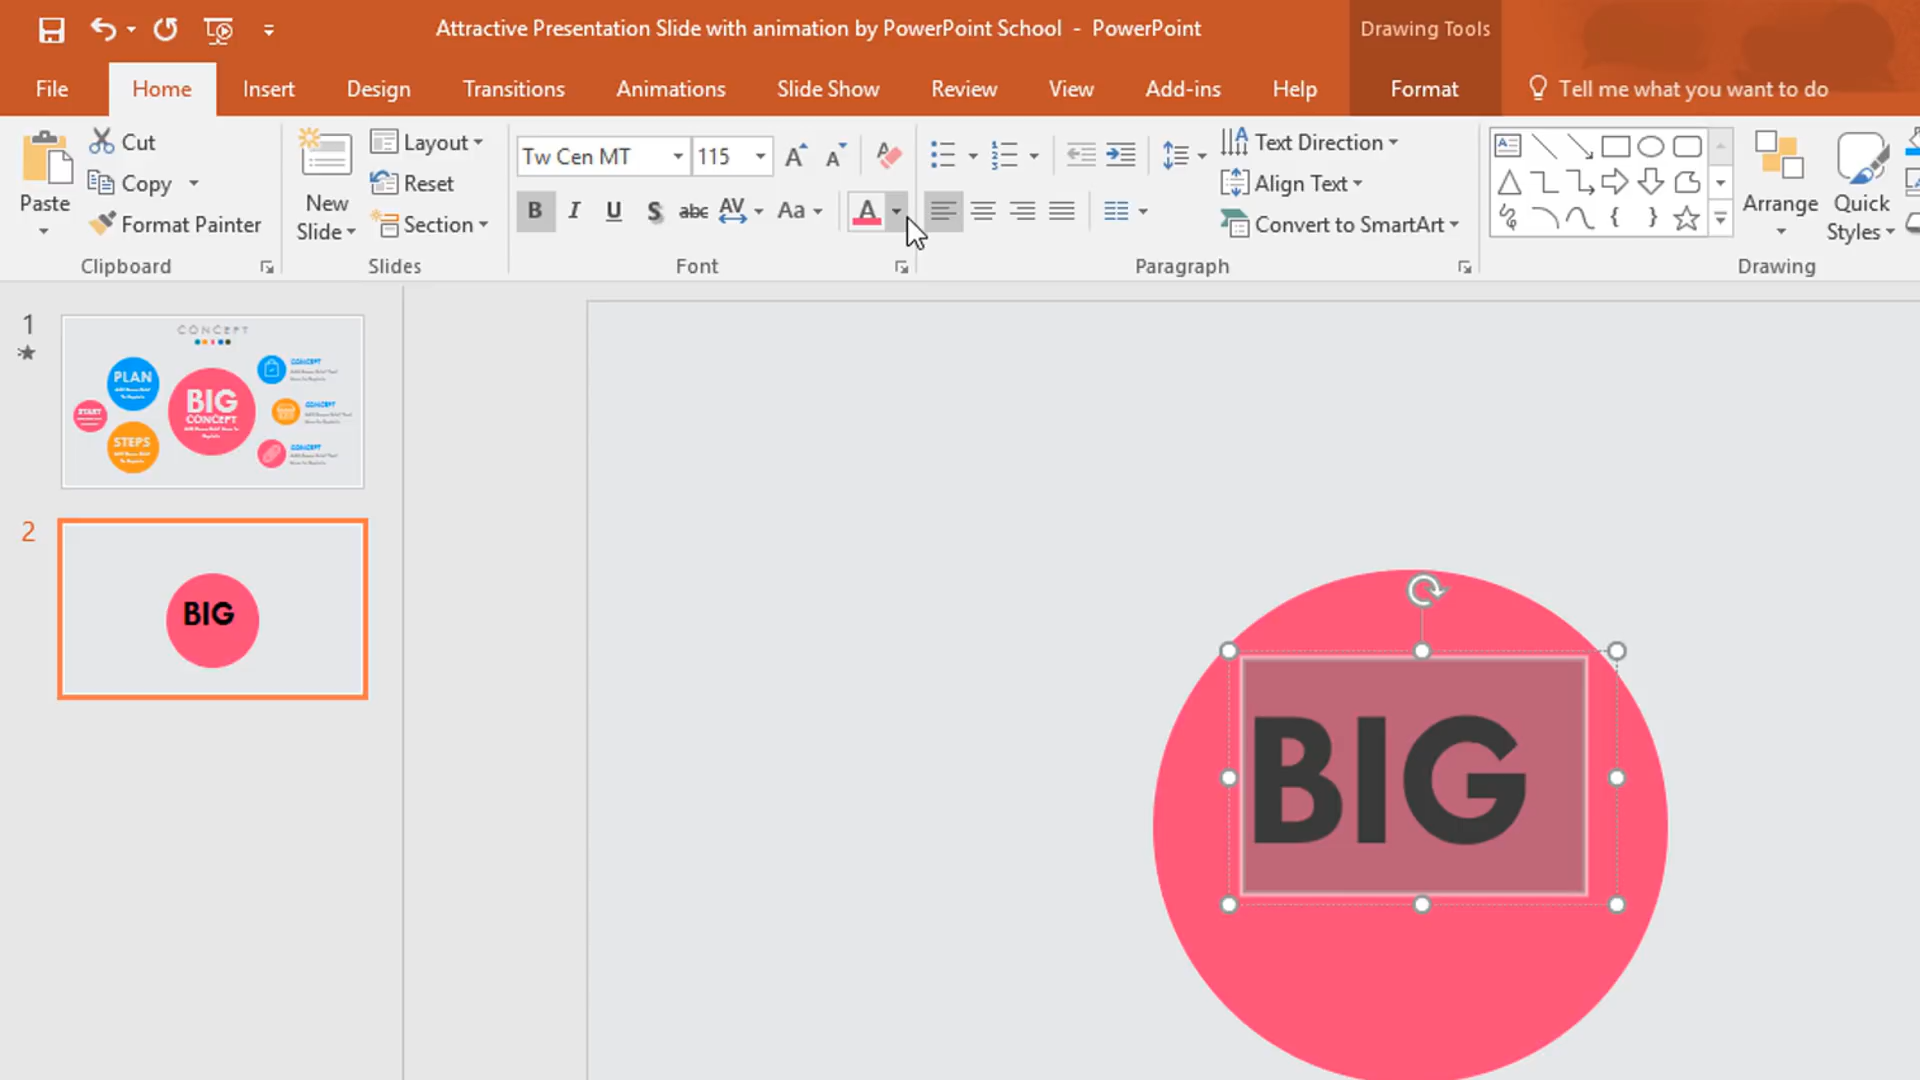 Attractive Presentation Slide with animation by PowerPoint School - PowerPoint
Drawing Tools
File
Home
Insert
Design
Transitions
Animations
Slide Show
Review
View
Add-ins
Help
Format
Tell me what you want to do
Paste
Cut
Copy
Format Painter
Clipboard
New
Slide
Layout
Reset
Section
Slides
Tw Cen MT
115
B I U S abc AV Aa A
Font
Text Direction
Align Text
Convert to SmartArt
Paragraph
Arrange
Quick
Styles
Drawing
1
CONCEPT
PLAN
START
STEPS
BIG
CONCEPT
CONCEPT
CONCEPT
CONCEPT
2
BIG
BIG